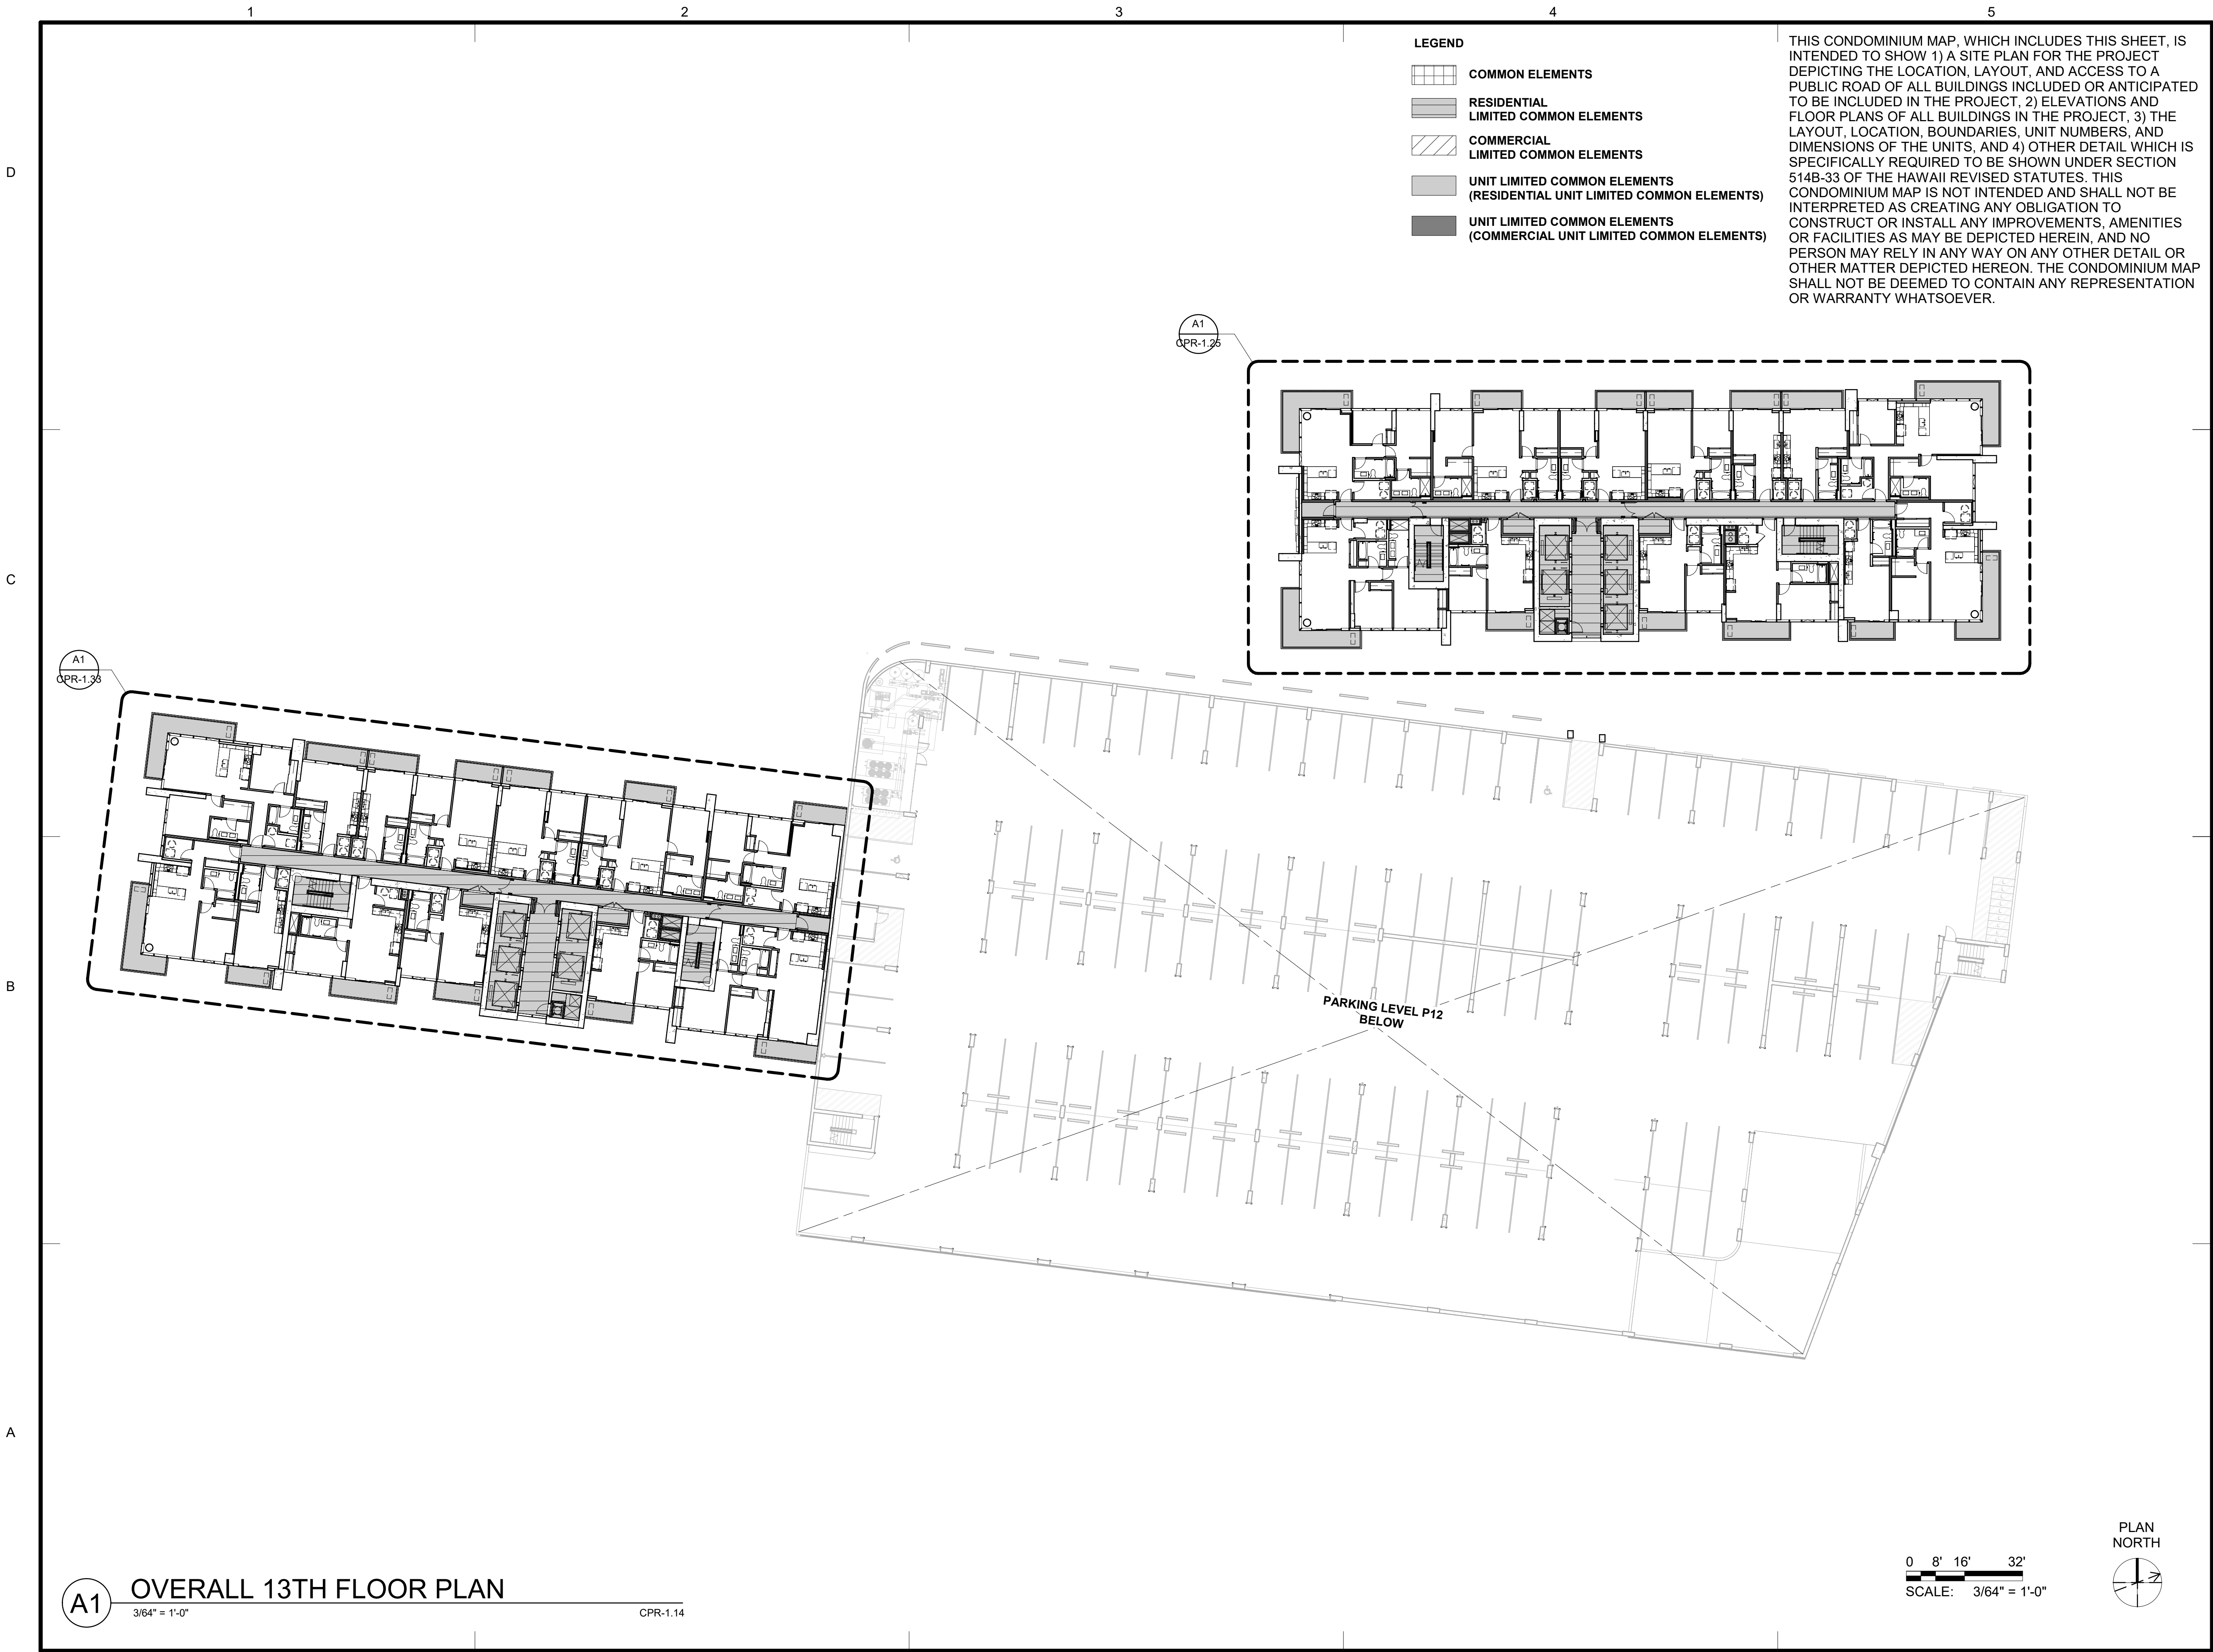 1
2
3
4
5
D
C
B
A
LEGEND
COMMON ELEMENTS
RESIDENTIAL
LIMITED COMMON ELEMENTS
COMMERCIAL
LIMITED COMMON ELEMENTS
UNIT LIMITED COMMON ELEMENTS
(RESIDENTIAL UNIT LIMITED COMMON ELEMENTS)
UNIT LIMITED COMMON ELEMENTS
(COMMERCIAL UNIT LIMITED COMMON ELEMENTS)
THIS CONDOMINIUM MAP, WHICH INCLUDES THIS SHEET, IS
INTENDED TO SHOW 1) A SITE PLAN FOR THE PROJECT
DEPICTING THE LOCATION, LAYOUT, AND ACCESS TO A
PUBLIC ROAD OF ALL BUILDINGS INCLUDED OR ANTICIPATED
TO BE INCLUDED IN THE PROJECT, 2) ELEVATIONS AND
FLOOR PLANS OF ALL BUILDINGS IN THE PROJECT, 3) THE
LAYOUT, LOCATION, BOUNDARIES, UNIT NUMBERS, AND
DIMENSIONS OF THE UNITS, AND 4) OTHER DETAIL WHICH IS
SPECIFICALLY REQUIRED TO BE SHOWN UNDER SECTION
514B-33 OF THE HAWAII REVISED STATUTES. THIS
CONDOMINIUM MAP IS NOT INTENDED AND SHALL NOT BE
INTERPRETED AS CREATING ANY OBLIGATION TO
CONSTRUCT OR INSTALL ANY IMPROVEMENTS, AMENITIES
OR FACILITIES AS MAY BE DEPICTED HEREIN, AND NO
PERSON MAY RELY IN ANY WAY ON ANY OTHER DETAIL OR
OTHER MATTER DEPICTED HEREON. THE CONDOMINIUM MAP
SHALL NOT BE DEEMED TO CONTAIN ANY REPRESENTATION
OR WARRANTY WHATSOEVER.
A1
CPR-1.25
A1
CPR-1.33
PARKING LEVEL P12
BELOW
A1
OVERALL 13TH FLOOR PLAN
3/64" = 1'-0"
CPR-1.14
0 8' 16' 32'
SCALE: 3/64" = 1'-0"
PLAN
NORTH